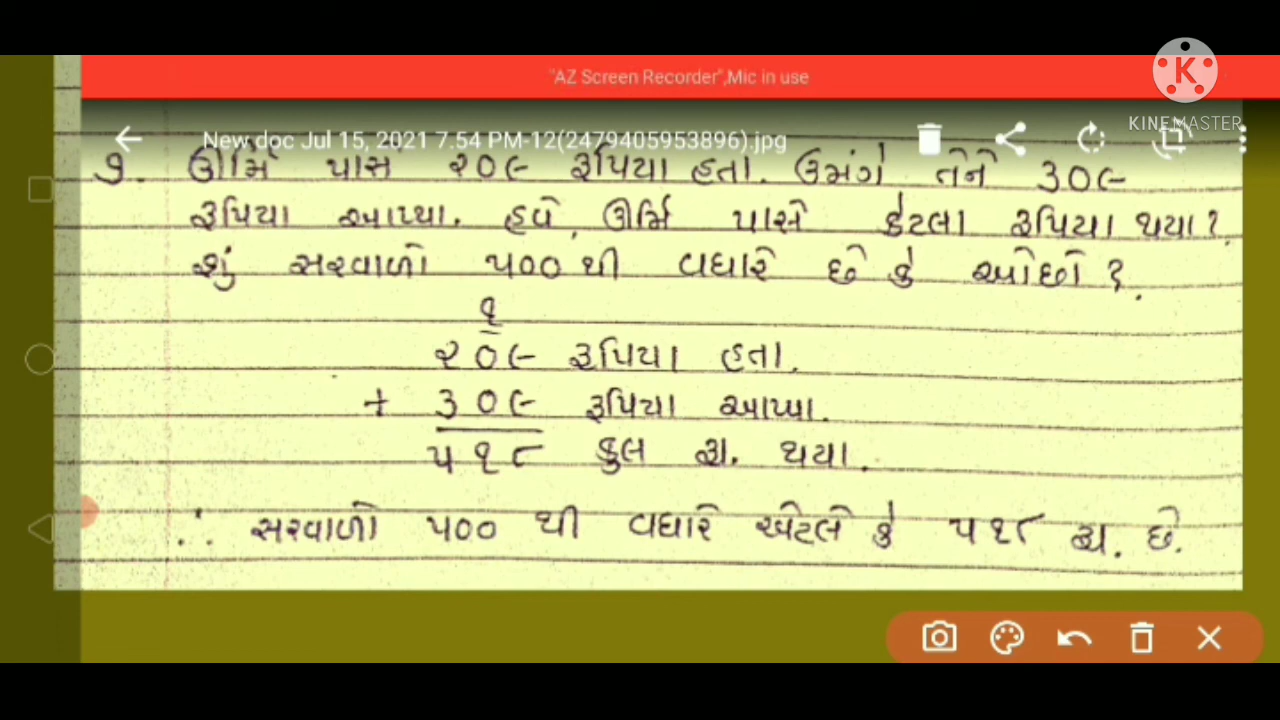 "AZ Screen Recorder",Mic in use
KINEMASTER
New doc Jul 15, 2021 7.54 PM-12(2479405953896).jpg
૭. ઊર્મિ પાસે ૨૦૯ રૂપિયા હતા. ઉમંગે તેને ૩૦૯
રૂપિયા આપ્યા. હવે, ઊર્મિ પાસે કેટલા રૂપિયા થયા?
શું સરવાળો ૫૦૦ થી વધારે છે કે ઓછો?
૧
૨૦૯ રૂપિયા હતા.
+ ૩૦૯ રૂપિયા આપ્યા.
૫૧૮ કુલ રૂા. થયા.
∴ સરવાળો ૫૦૦ થી વધારે એટલે કે ૫૧૮ રૂા. છે.